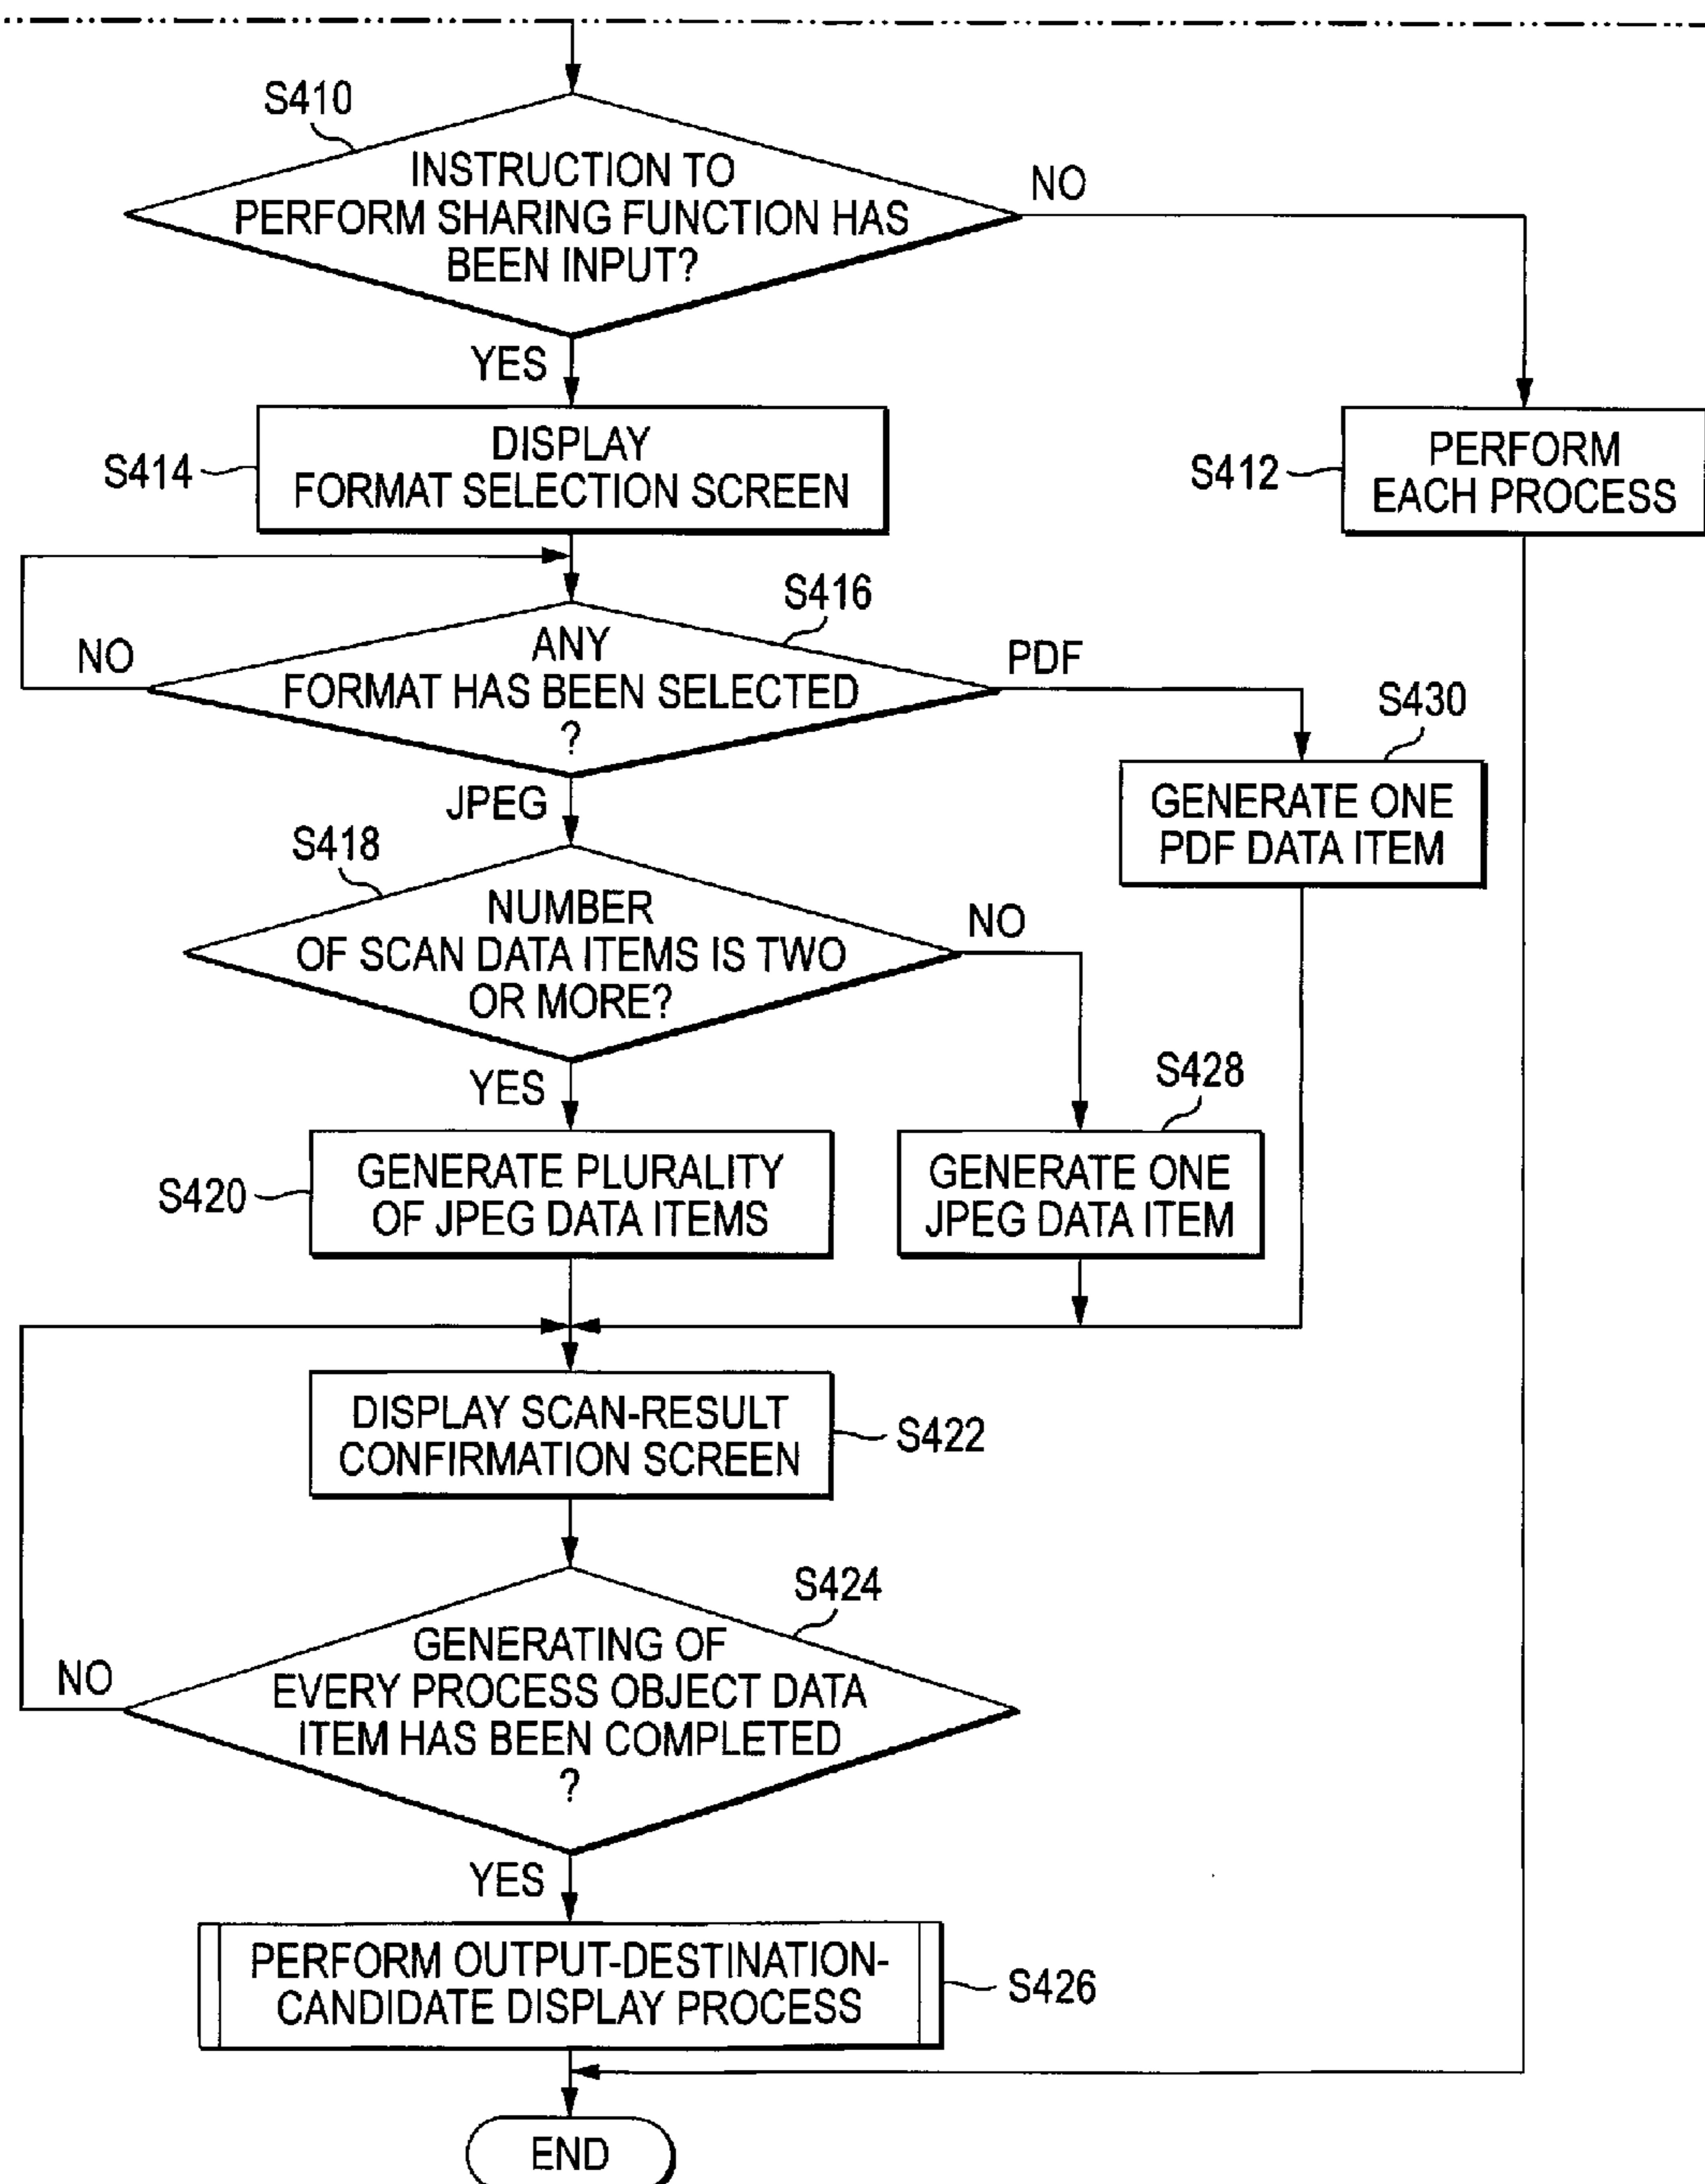 S410
INSTRUCTION TO
PERFORM SHARING FUNCTION HAS
BEEN INPUT?
NO
YES
S414
DISPLAY
FORMAT SELECTION SCREEN
S412
PERFORM
EACH PROCESS
S416
NO
ANY
FORMAT HAS BEEN SELECTED
?
PDF
S430
GENERATE ONE
PDF DATA ITEM
JPEG
S418
NUMBER
OF SCAN DATA ITEMS IS TWO
OR MORE?
NO
YES
S428
S420
GENERATE PLURALITY
OF JPEG DATA ITEMS
GENERATE ONE
JPEG DATA ITEM
DISPLAY SCAN-RESULT
CONFIRMATION SCREEN
S422
S424
NO
GENERATING OF
EVERY PROCESS OBJECT DATA
ITEM HAS BEEN COMPLETED
?
YES
PERFORM OUTPUT-DESTINATION-
CANDIDATE DISPLAY PROCESS
S426
END